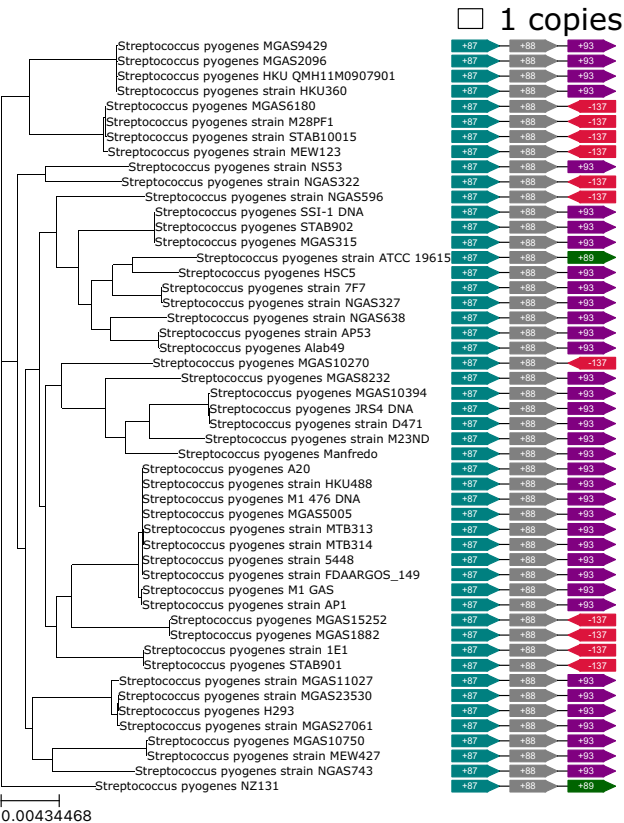 1 copies
Streptococcus pyogenes MGAS9429 +87 +88 +93
Streptococcus pyogenes MGAS2096 +87 +88 +93
Streptococcus pyogenes HKU QMH11M0907901 +87 +88 +93
Streptococcus pyogenes strain HKU360 +87 +88 +93
Streptococcus pyogenes MGAS6180 +87 +88 -137
Streptococcus pyogenes strain M28PF1 +87 +88 -137
Streptococcus pyogenes strain STAB10015 +87 +88 -137
Streptococcus pyogenes strain MEW123 +87 +88 -137
Streptococcus pyogenes strain NS53 +87 +88 +93
Streptococcus pyogenes strain NGAS322 +87 +88 -137
Streptococcus pyogenes strain NGAS596 +87 +88 -137
Streptococcus pyogenes SSI-1 DNA +87 +88 +93
Streptococcus pyogenes STAB902 +87 +88 +93
Streptococcus pyogenes MGAS315 +87 +88 +93
Streptococcus pyogenes strain ATCC 19615 +87 +88 +89
Streptococcus pyogenes HSC5 +87 +88 +93
Streptococcus pyogenes strain 7F7 +87 +88 +93
Streptococcus pyogenes strain NGAS327 +87 +88 +93
Streptococcus pyogenes strain NGAS638 +87 +88 +93
Streptococcus pyogenes strain AP53 +87 +88 +93
Streptococcus pyogenes Alab49 +87 +88 +93
Streptococcus pyogenes MGAS10270 +87 +88 -137
Streptococcus pyogenes MGAS8232 +87 +88 +93
Streptococcus pyogenes MGAS10394 +87 +88 +93
Streptococcus pyogenes JRS4 DNA +87 +88 +93
Streptococcus pyogenes strain D471 +87 +88 +93
Streptococcus pyogenes strain M23ND +87 +88 +93
Streptococcus pyogenes Manfredo +87 +88 +93
Streptococcus pyogenes A20 +87 +88 +93
Streptococcus pyogenes strain HKU488 +87 +88 +93
Streptococcus pyogenes M1 476 DNA +87 +88 +93
Streptococcus pyogenes MGAS5005 +87 +88 +93
Streptococcus pyogenes strain MTB313 +87 +88 +93
Streptococcus pyogenes strain MTB314 +87 +88 +93
Streptococcus pyogenes strain 5448 +87 +88 +93
Streptococcus pyogenes strain FDAARGOS_149 +87 +88 +93
Streptococcus pyogenes M1 GAS +87 +88 +93
Streptococcus pyogenes strain AP1 +87 +88 +93
Streptococcus pyogenes MGAS15252 +87 +88 -137
Streptococcus pyogenes MGAS1882 +87 +88 -137
Streptococcus pyogenes strain 1E1 +87 +88 -137
Streptococcus pyogenes STAB901 +87 +88 -137
Streptococcus pyogenes strain MGAS11027 +87 +88 +93
Streptococcus pyogenes strain MGAS23530 +87 +88 +93
Streptococcus pyogenes H293 +87 +88 +93
Streptococcus pyogenes strain MGAS27061 +87 +88 +93
Streptococcus pyogenes MGAS10750 +87 +88 +93
Streptococcus pyogenes strain MEW427 +87 +88 +93
Streptococcus pyogenes strain NGAS743 +87 +88 +93
Streptococcus pyogenes NZ131 +87 +88 +89
0.00434468